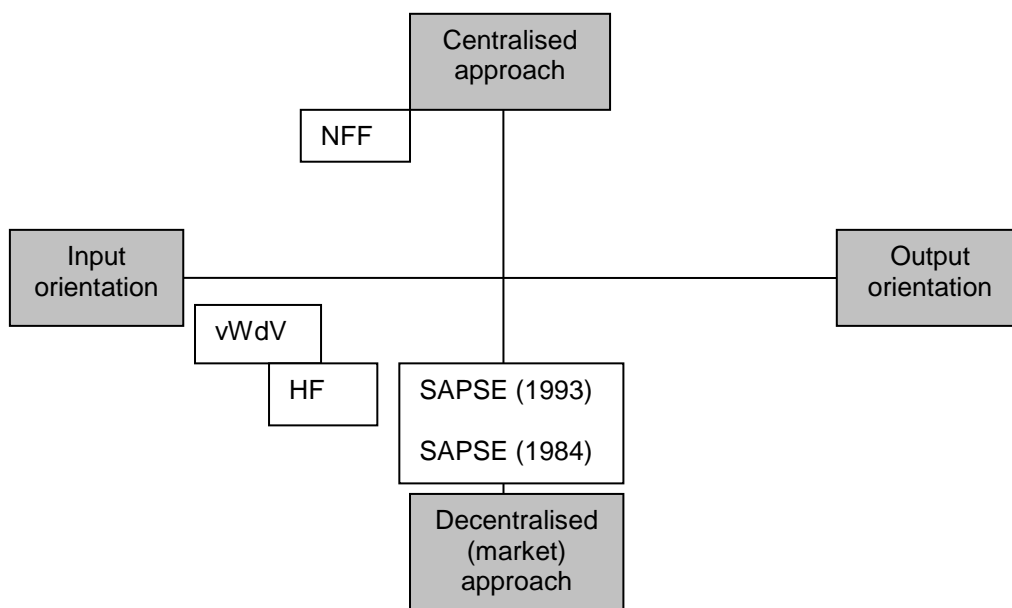 Centralised
approach
NFF
Input
orientation
Output
orientation
vWdV
HF
SAPSE (1993)
SAPSE (1984)
Decentralised
(market)
approach